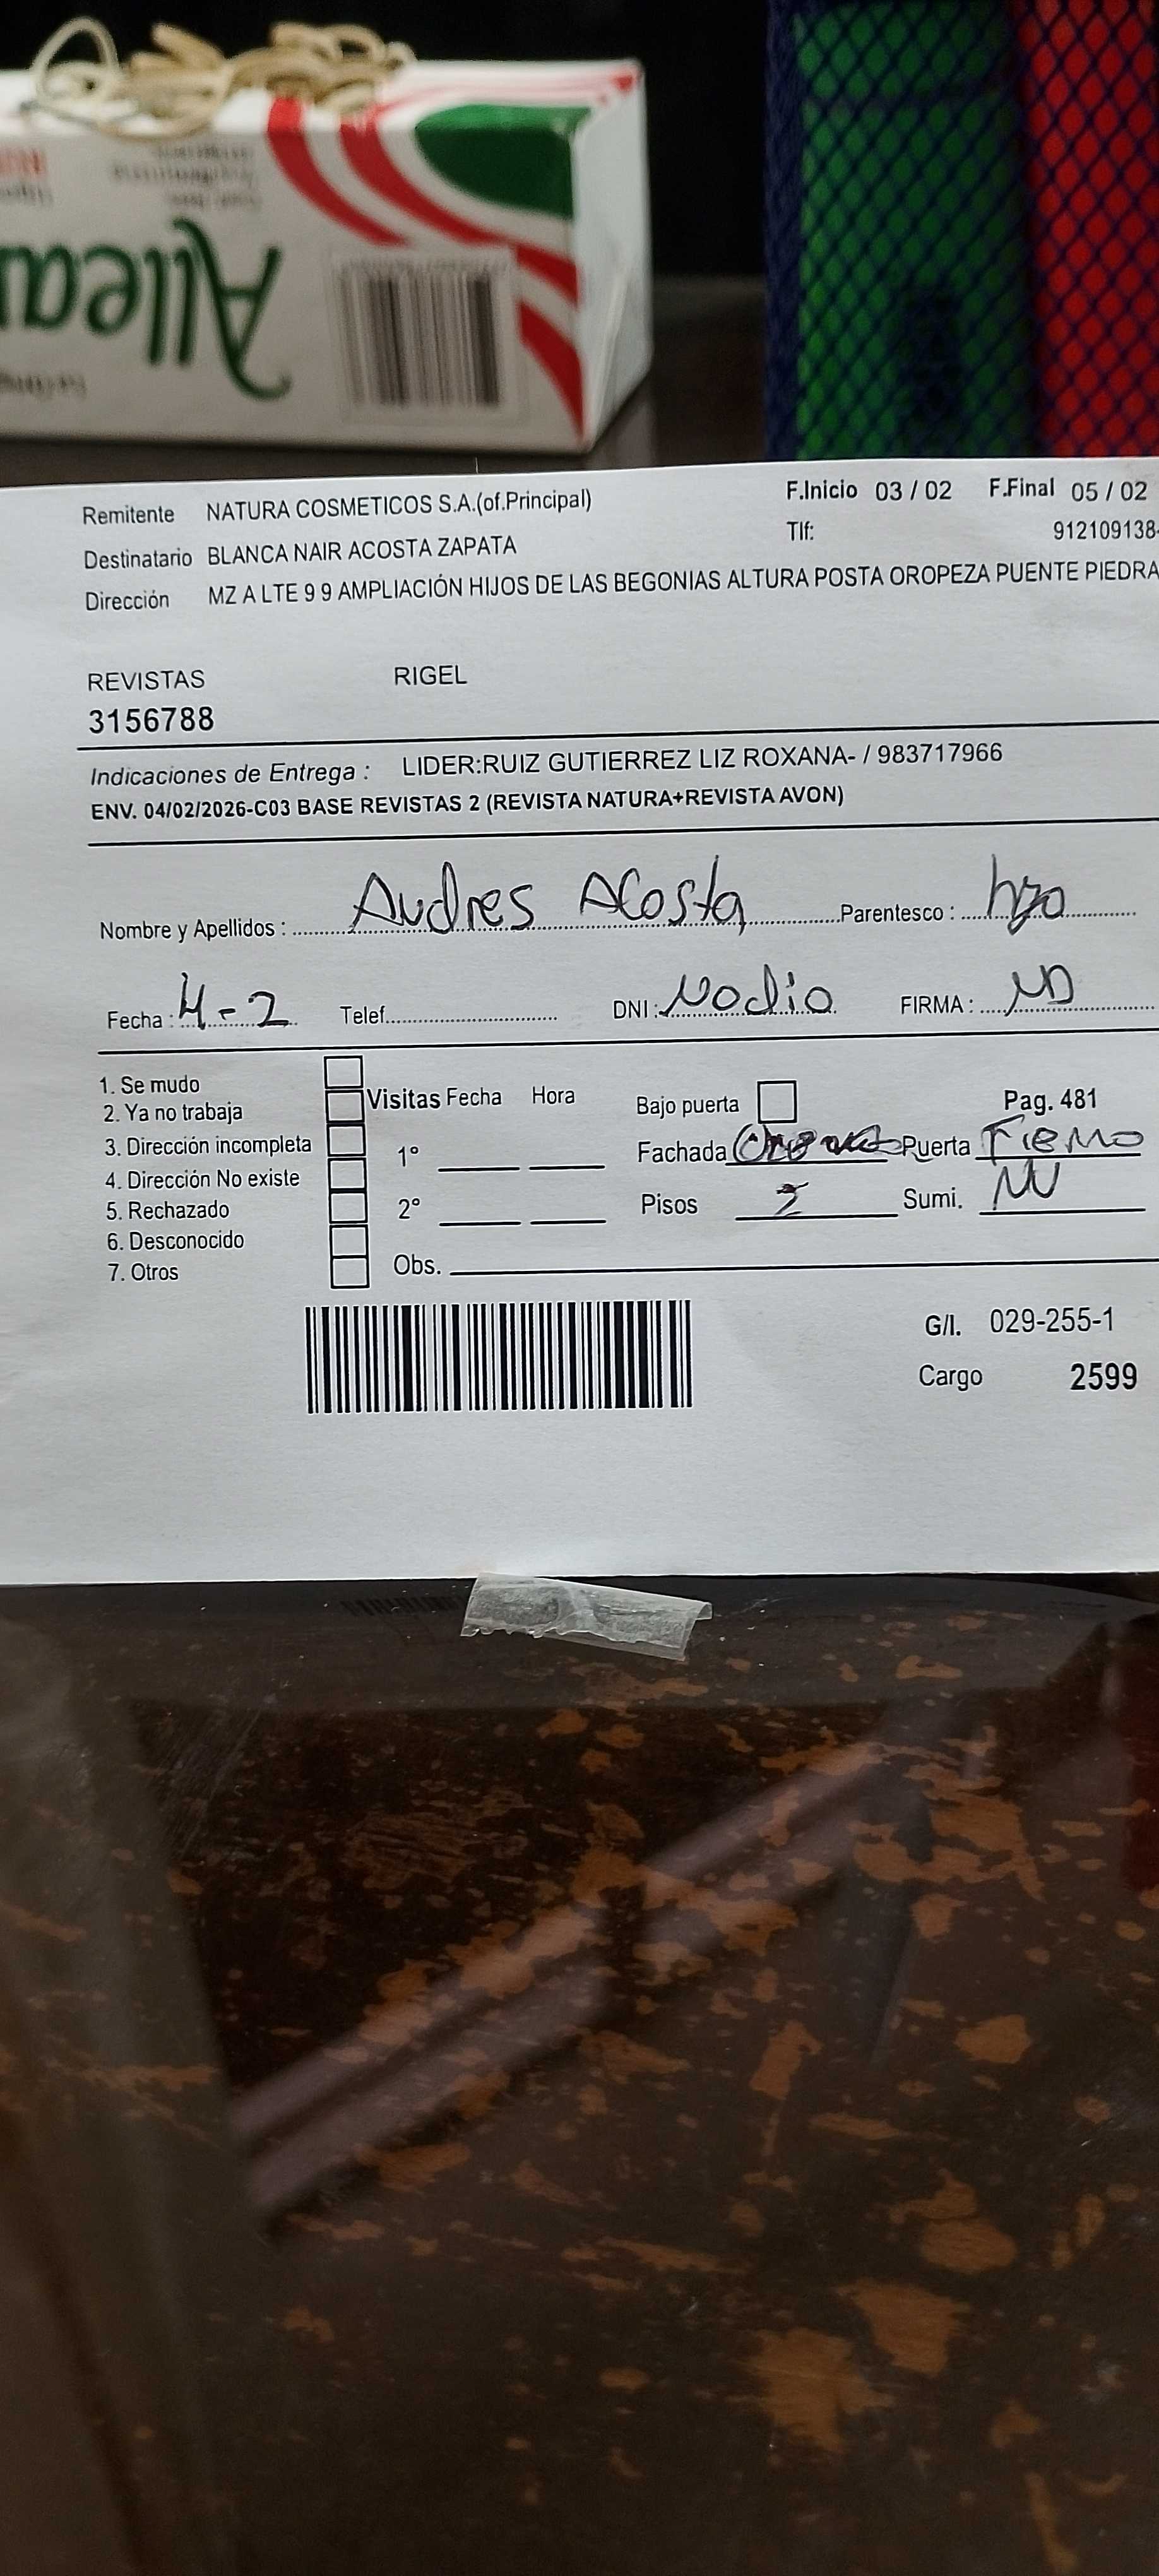 Allea
Remitente NATURA COSMETICOS S.A.(of.Principal) F.Inicio 03 / 02 F.Final 05 / 02
Destinatario BLANCA NAIR ACOSTA ZAPATA Tlf: 912109138-
Dirección MZ A LTE 9 9 AMPLIACIÓN HIJOS DE LAS BEGONIAS ALTURA POSTA OROPEZA PUENTE PIEDRA
REVISTAS RIGEL
3156788
Indicaciones de Entrega : LIDER:RUIZ GUTIERREZ LIZ ROXANA- / 983717966
ENV. 04/02/2026-C03 BASE REVISTAS 2 (REVISTA NATURA+REVISTA AVON)
Nombre y Apellidos : Andres Acosta Parentesco : hijo
Fecha : 4-2 Telef. DNI : No dio FIRMA : ND
1. Se mudo
2. Ya no trabaja
3. Dirección incompleta
4. Dirección No existe
5. Rechazado
6. Desconocido
7. Otros
Visitas Fecha Hora
1°
2°
Obs.
Bajo puerta Pag. 481
Fachada Puerta Fierro
Pisos 2 Sumi. NV
G/I. 029-255-1
Cargo 2599